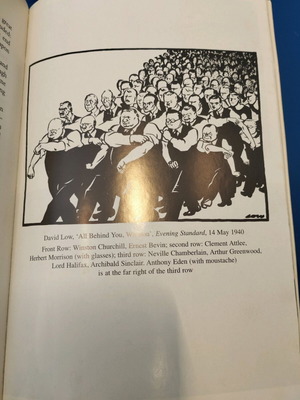 LOW
David Low, 'All Behind You, Winston', Evening Standard, 14 May 1940
Front Row: Winston Churchill, Ernest Bevin; second row: Clement Attlee,
Herbert Morrison (with glasses); third row: Neville Chamberlain, Arthur Greenwood,
Lord Halifax, Archibald Sinclair. Anthony Eden (with moustache)
is at the far right of the third row